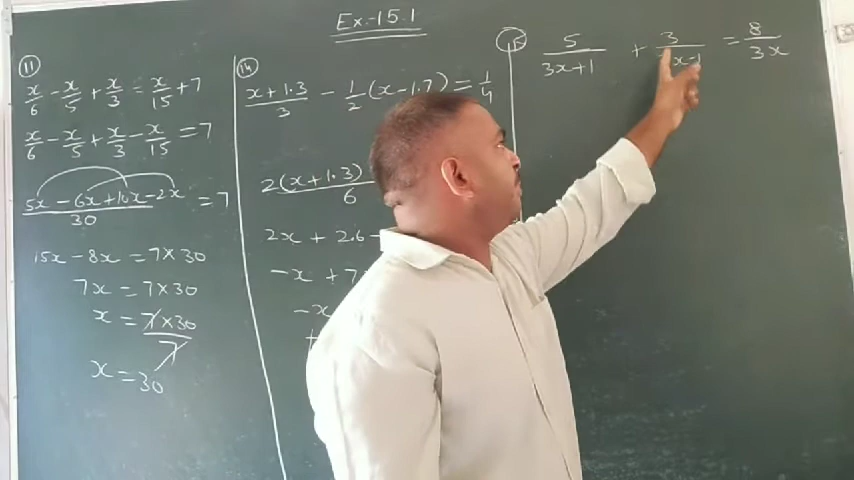 Ex.-15.1
11
x/6 - x/5 + x/3 = x/15 + 7
x/6 - x/5 + x/3 - x/15 = 7
(5x - 6x + 10x - 2x)/30 = 7
15x - 8x = 7×30
7x = 7×30
x = (7×30)/7
x = 30
14
(x+1.3)/3 - 1/2 (x-1.7) = 1/4
2(x+1.3)/6
2x + 2.6 -
-x + 7
-x
15
5/(3x+1) + 3/(x-1) = 8/3x